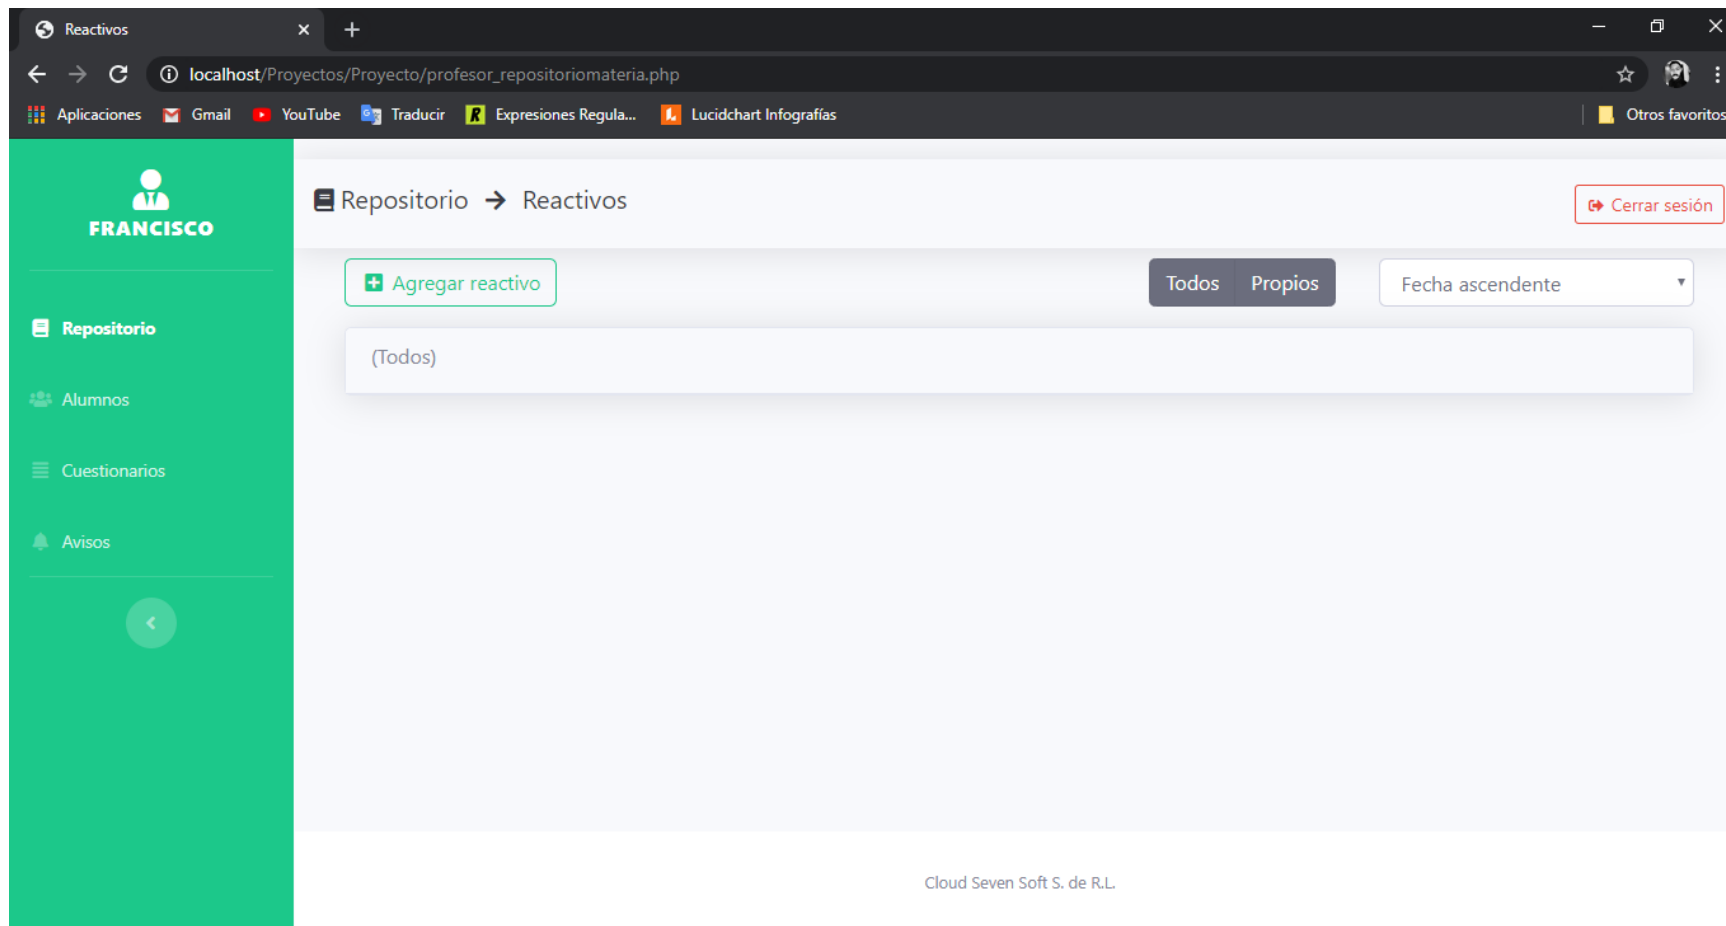 Reactivos
localhost/Proyectos/Proyecto/profesor_repositoriomateria.php
Aplicaciones Gmail YouTube Traducir Expresiones Regula... Lucidchart Infografías Otros favoritos
FRANCISCO
Repositorio → Reactivos
Cerrar sesión
Agregar reactivo
Todos Propios
Fecha ascendente
(Todos)
Repositorio
Alumnos
Cuestionarios
Avisos
Cloud Seven Soft S. de R.L.